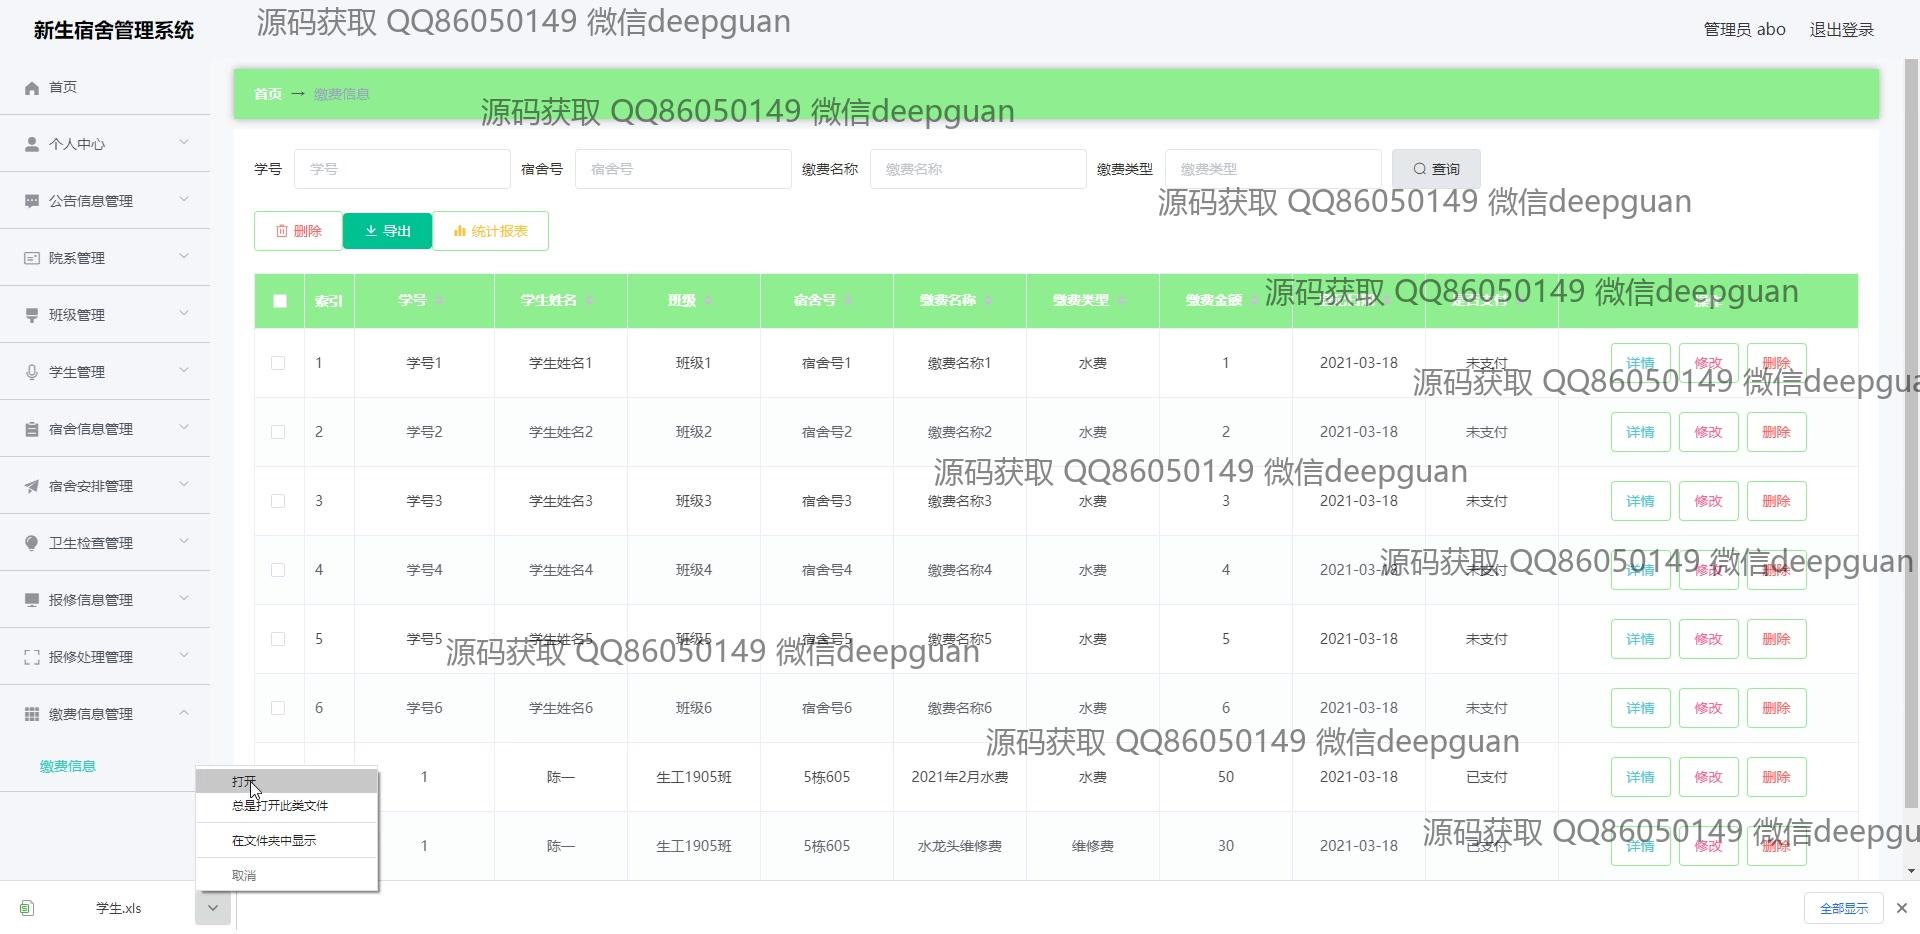 新生宿舍管理系统
源码获取 QQ86050149 微信deepguan
管理员 abo 退出登录
首页
个人中心
公告信息管理
院系管理
班级管理
学生管理
宿舍信息管理
宿舍安排管理
卫生检查管理
报修信息管理
报修处理管理
缴费信息管理
缴费信息
首页 → 缴费信息
源码获取 QQ86050149 微信deepguan
学号 学号 宿舍号 宿舍号 缴费名称 缴费名称 缴费类型 缴费类型 查询
源码获取 QQ86050149 微信deepguan
删除 导出 统计报表
索引 学号 学生姓名 班级 宿舍号 缴费名称 缴费类型 缴费金额
源码获取 QQ86050149 微信deepguan
1 学号1 学生姓名1 班级1 宿舍号1 缴费名称1 水费 1 2021-03-18 未支付 详情 修改 删除
源码获取 QQ86050149 微信deepgua
2 学号2 学生姓名2 班级2 宿舍号2 缴费名称2 水费 2 2021-03-18 未支付 详情 修改 删除
源码获取 QQ86050149 微信deepguan
3 学号3 学生姓名3 班级3 宿舍号3 缴费名称3 水费 3 2021-03-18 未支付 详情 修改 删除
4 学号4 学生姓名4 班级4 宿舍号4 缴费名称4 水费 4 2021-03-18 未支付 详情 修改 删除
源码获取 QQ86050149 微信deepguan
5 学号5 学生姓名5 班级5 宿舍号5 缴费名称5 水费 5 2021-03-18 未支付 详情 修改 删除
源码获取 QQ86050149 微信deepguan
6 学号6 学生姓名6 班级6 宿舍号6 缴费名称6 水费 6 2021-03-18 未支付 详情 修改 删除
源码获取 QQ86050149 微信deepguan
1 陈一 生工1905班 5栋605 2021年2月水费 水费 50 2021-03-18 已支付 详情 修改 删除
源码获取 QQ86050149 微信deepgu
1 陈一 生工1905班 5栋605 水龙头维修费 维修费 30 2021-03-18 已支付 详情 修改 删除
打开
总是打开此类文件
在文件夹中显示
取消
学生.xls
全部显示